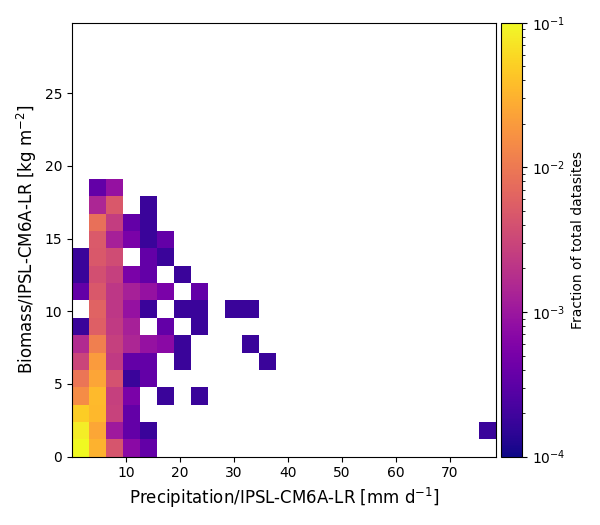 Biomass/IPSL-CM6A-LR [kg m⁻²]
25
20
15
10
5
0
10 20 30 40 50 60 70
Precipitation/IPSL-CM6A-LR [mm d⁻¹]
10⁻¹
10⁻²
10⁻³
10⁻⁴
Fraction of total datasites